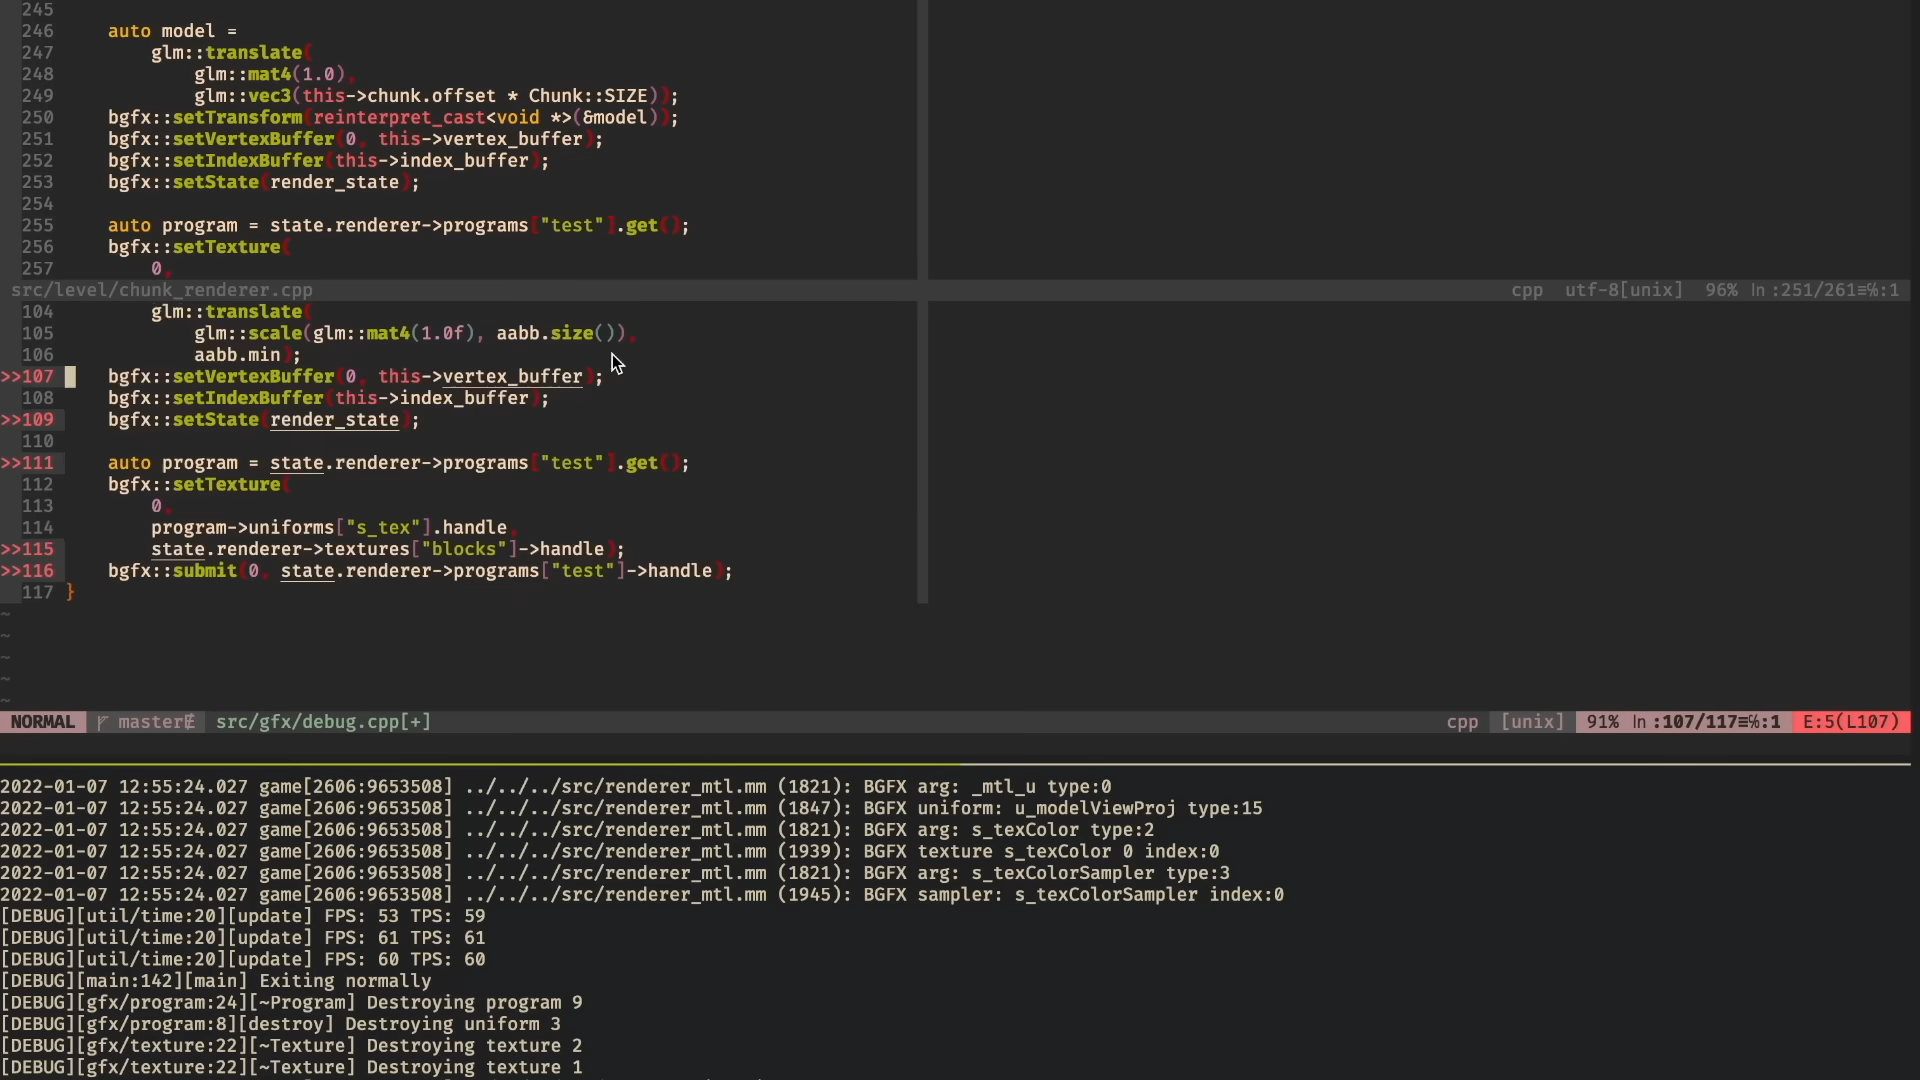 245
246 auto model =
247 glm::translate(
248 glm::mat4(1.0),
249 glm::vec3(this->chunk.offset * Chunk::SIZE));
250 bgfx::setTransform(reinterpret_cast<void *>(&model));
251 bgfx::setVertexBuffer(0, this->vertex_buffer);
252 bgfx::setIndexBuffer(this->index_buffer);
253 bgfx::setState(render_state);
254
255 auto program = state.renderer->programs["test"].get();
256 bgfx::setTexture(
257 0,
src/level/chunk_renderer.cpp cpp utf-8[unix] 96% ln :251/261≡℅:1
104 glm::translate(
105 glm::scale(glm::mat4(1.0f), aabb.size()),
106 aabb.min);
>>107 bgfx::setVertexBuffer(0, this->vertex_buffer);
108 bgfx::setIndexBuffer(this->index_buffer);
>>109 bgfx::setState(render_state);
110
>>111 auto program = state.renderer->programs["test"].get();
112 bgfx::setTexture(
113 0,
114 program->uniforms["s_tex"].handle,
>>115 state.renderer->textures["blocks"]->handle);
>>116 bgfx::submit(0, state.renderer->programs["test"]->handle);
117 }
~
~
~
~
~
NORMAL master src/gfx/debug.cpp[+] cpp [unix] 91% ln :107/117≡℅:1 E:5(L107)
2022-01-07 12:55:24.027 game[2606:9653508] ../../../src/renderer_mtl.mm (1821): BGFX arg: _mtl_u type:0
2022-01-07 12:55:24.027 game[2606:9653508] ../../../src/renderer_mtl.mm (1847): BGFX uniform: u_modelViewProj type:15
2022-01-07 12:55:24.027 game[2606:9653508] ../../../src/renderer_mtl.mm (1821): BGFX arg: s_texColor type:2
2022-01-07 12:55:24.027 game[2606:9653508] ../../../src/renderer_mtl.mm (1939): BGFX texture s_texColor 0 index:0
2022-01-07 12:55:24.027 game[2606:9653508] ../../../src/renderer_mtl.mm (1821): BGFX arg: s_texColorSampler type:3
2022-01-07 12:55:24.027 game[2606:9653508] ../../../src/renderer_mtl.mm (1945): BGFX sampler: s_texColorSampler index:0
[DEBUG][util/time:20][update] FPS: 53 TPS: 59
[DEBUG][util/time:20][update] FPS: 61 TPS: 61
[DEBUG][util/time:20][update] FPS: 60 TPS: 60
[DEBUG][main:142][main] Exiting normally
[DEBUG][gfx/program:24][~Program] Destroying program 9
[DEBUG][gfx/program:8][destroy] Destroying uniform 3
[DEBUG][gfx/texture:22][~Texture] Destroying texture 2
[DEBUG][gfx/texture:22][~Texture] Destroying texture 1